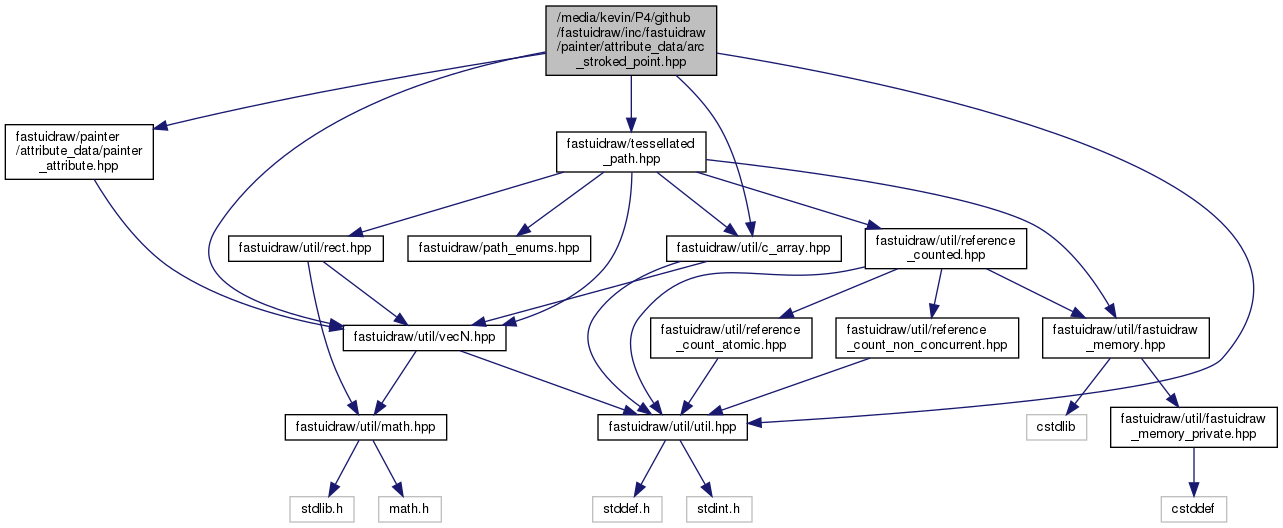 /media/kevin/P4/github
/fastuidraw/inc/fastuidraw
/painter/attribute_data/arc
_stroked_point.hpp
fastuidraw/painter
/attribute_data/painter
_attribute.hpp
fastuidraw/tessellated
_path.hpp
fastuidraw/util/rect.hpp
fastuidraw/path_enums.hpp
fastuidraw/util/c_array.hpp
fastuidraw/util/reference
_counted.hpp
fastuidraw/util/vecN.hpp
fastuidraw/util/reference
_count_atomic.hpp
fastuidraw/util/reference
_count_non_concurrent.hpp
fastuidraw/util/fastuidraw
_memory.hpp
fastuidraw/util/math.hpp
fastuidraw/util/util.hpp
cstdlib
fastuidraw/util/fastuidraw
_memory_private.hpp
stdlib.h
math.h
stddef.h
stdint.h
cstddef